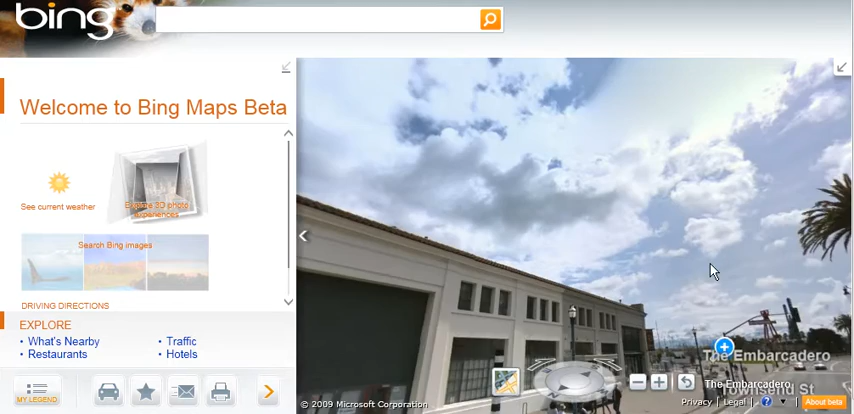 bing
Welcome to Bing Maps Beta
See current weather
Explore 3D photo
experiences
Search Bing images
DRIVING DIRECTIONS
EXPLORE
• What's Nearby
• Traffic
• Restaurants
• Hotels
MY LEGEND
The Embarcadero
Townsend St
The Embarcadero
© 2009 Microsoft Corporation
Privacy | Legal | ? | About beta